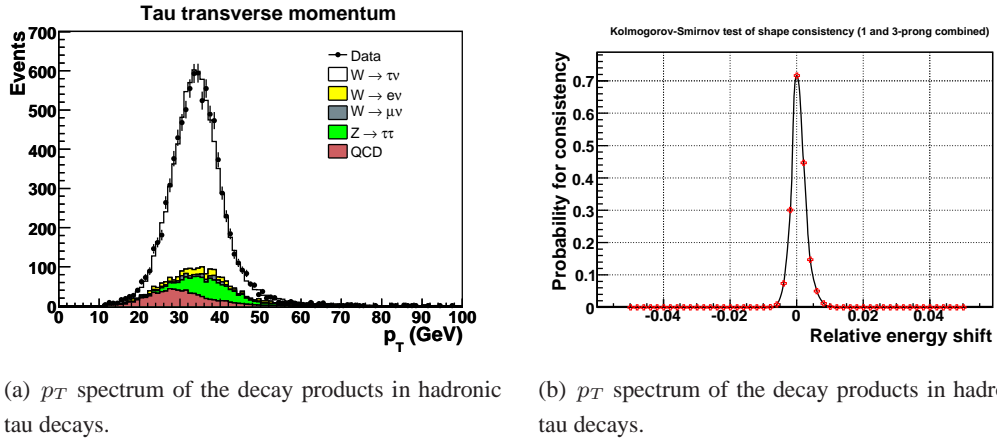 Tau transverse momentum
Events
700
600
500
400
300
200
100
0
Data
W → τν
W → eν
W → μν
Z → ττ
QCD
0 10 20 30 40 50 60 70 80 90 100
p_T (GeV)
Kolmogorov-Smirnov test of shape consistency (1 and 3-prong combined)
Probability for consistency
0.7
0.6
0.5
0.4
0.3
0.2
0.1
0
-0.04 -0.02 0 0.02 0.04
Relative energy shift
(a) p_T spectrum of the decay products in hadronic
tau decays.
(b) p_T spectrum of the decay products in hadro
tau decays.